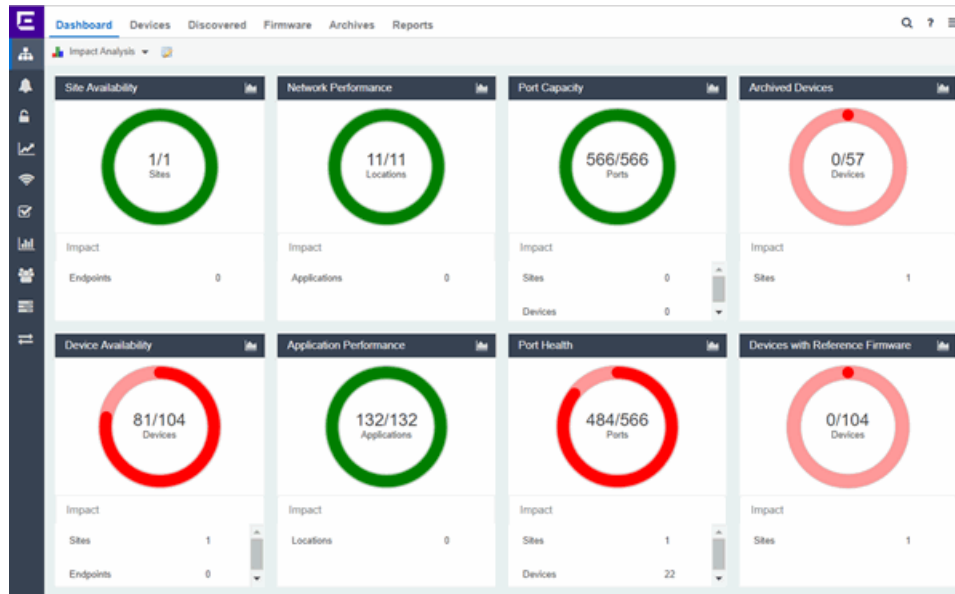 Dashboard Devices Discovered Firmware Archives Reports
Impact Analysis
Site Availability
1/1
Sites
Impact
Endpoints 0
Network Performance
11/11
Locations
Impact
Applications 0
Port Capacity
566/566
Ports
Impact
Sites 0
Devices 0
Archived Devices
0/57
Devices
Impact
Sites 1
Device Availability
81/104
Devices
Impact
Sites 1
Endpoints 0
Application Performance
132/132
Applications
Impact
Locations 0
Port Health
484/566
Ports
Impact
Sites 1
Devices 22
Devices with Reference Firmware
0/104
Devices
Impact
Sites 1